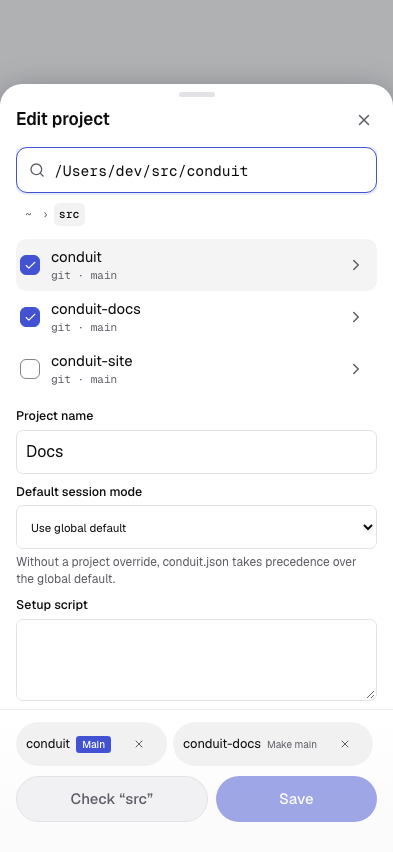 Edit project
/Users/dev/src/conduit
~ › src
conduit
git · main
conduit-docs
git · main
conduit-site
git · main
Project name
Docs
Default session mode
Use global default
Without a project override, conduit.json takes precedence over
the global default.
Setup script
conduit Main
conduit-docs Make main
Check “src”
Save